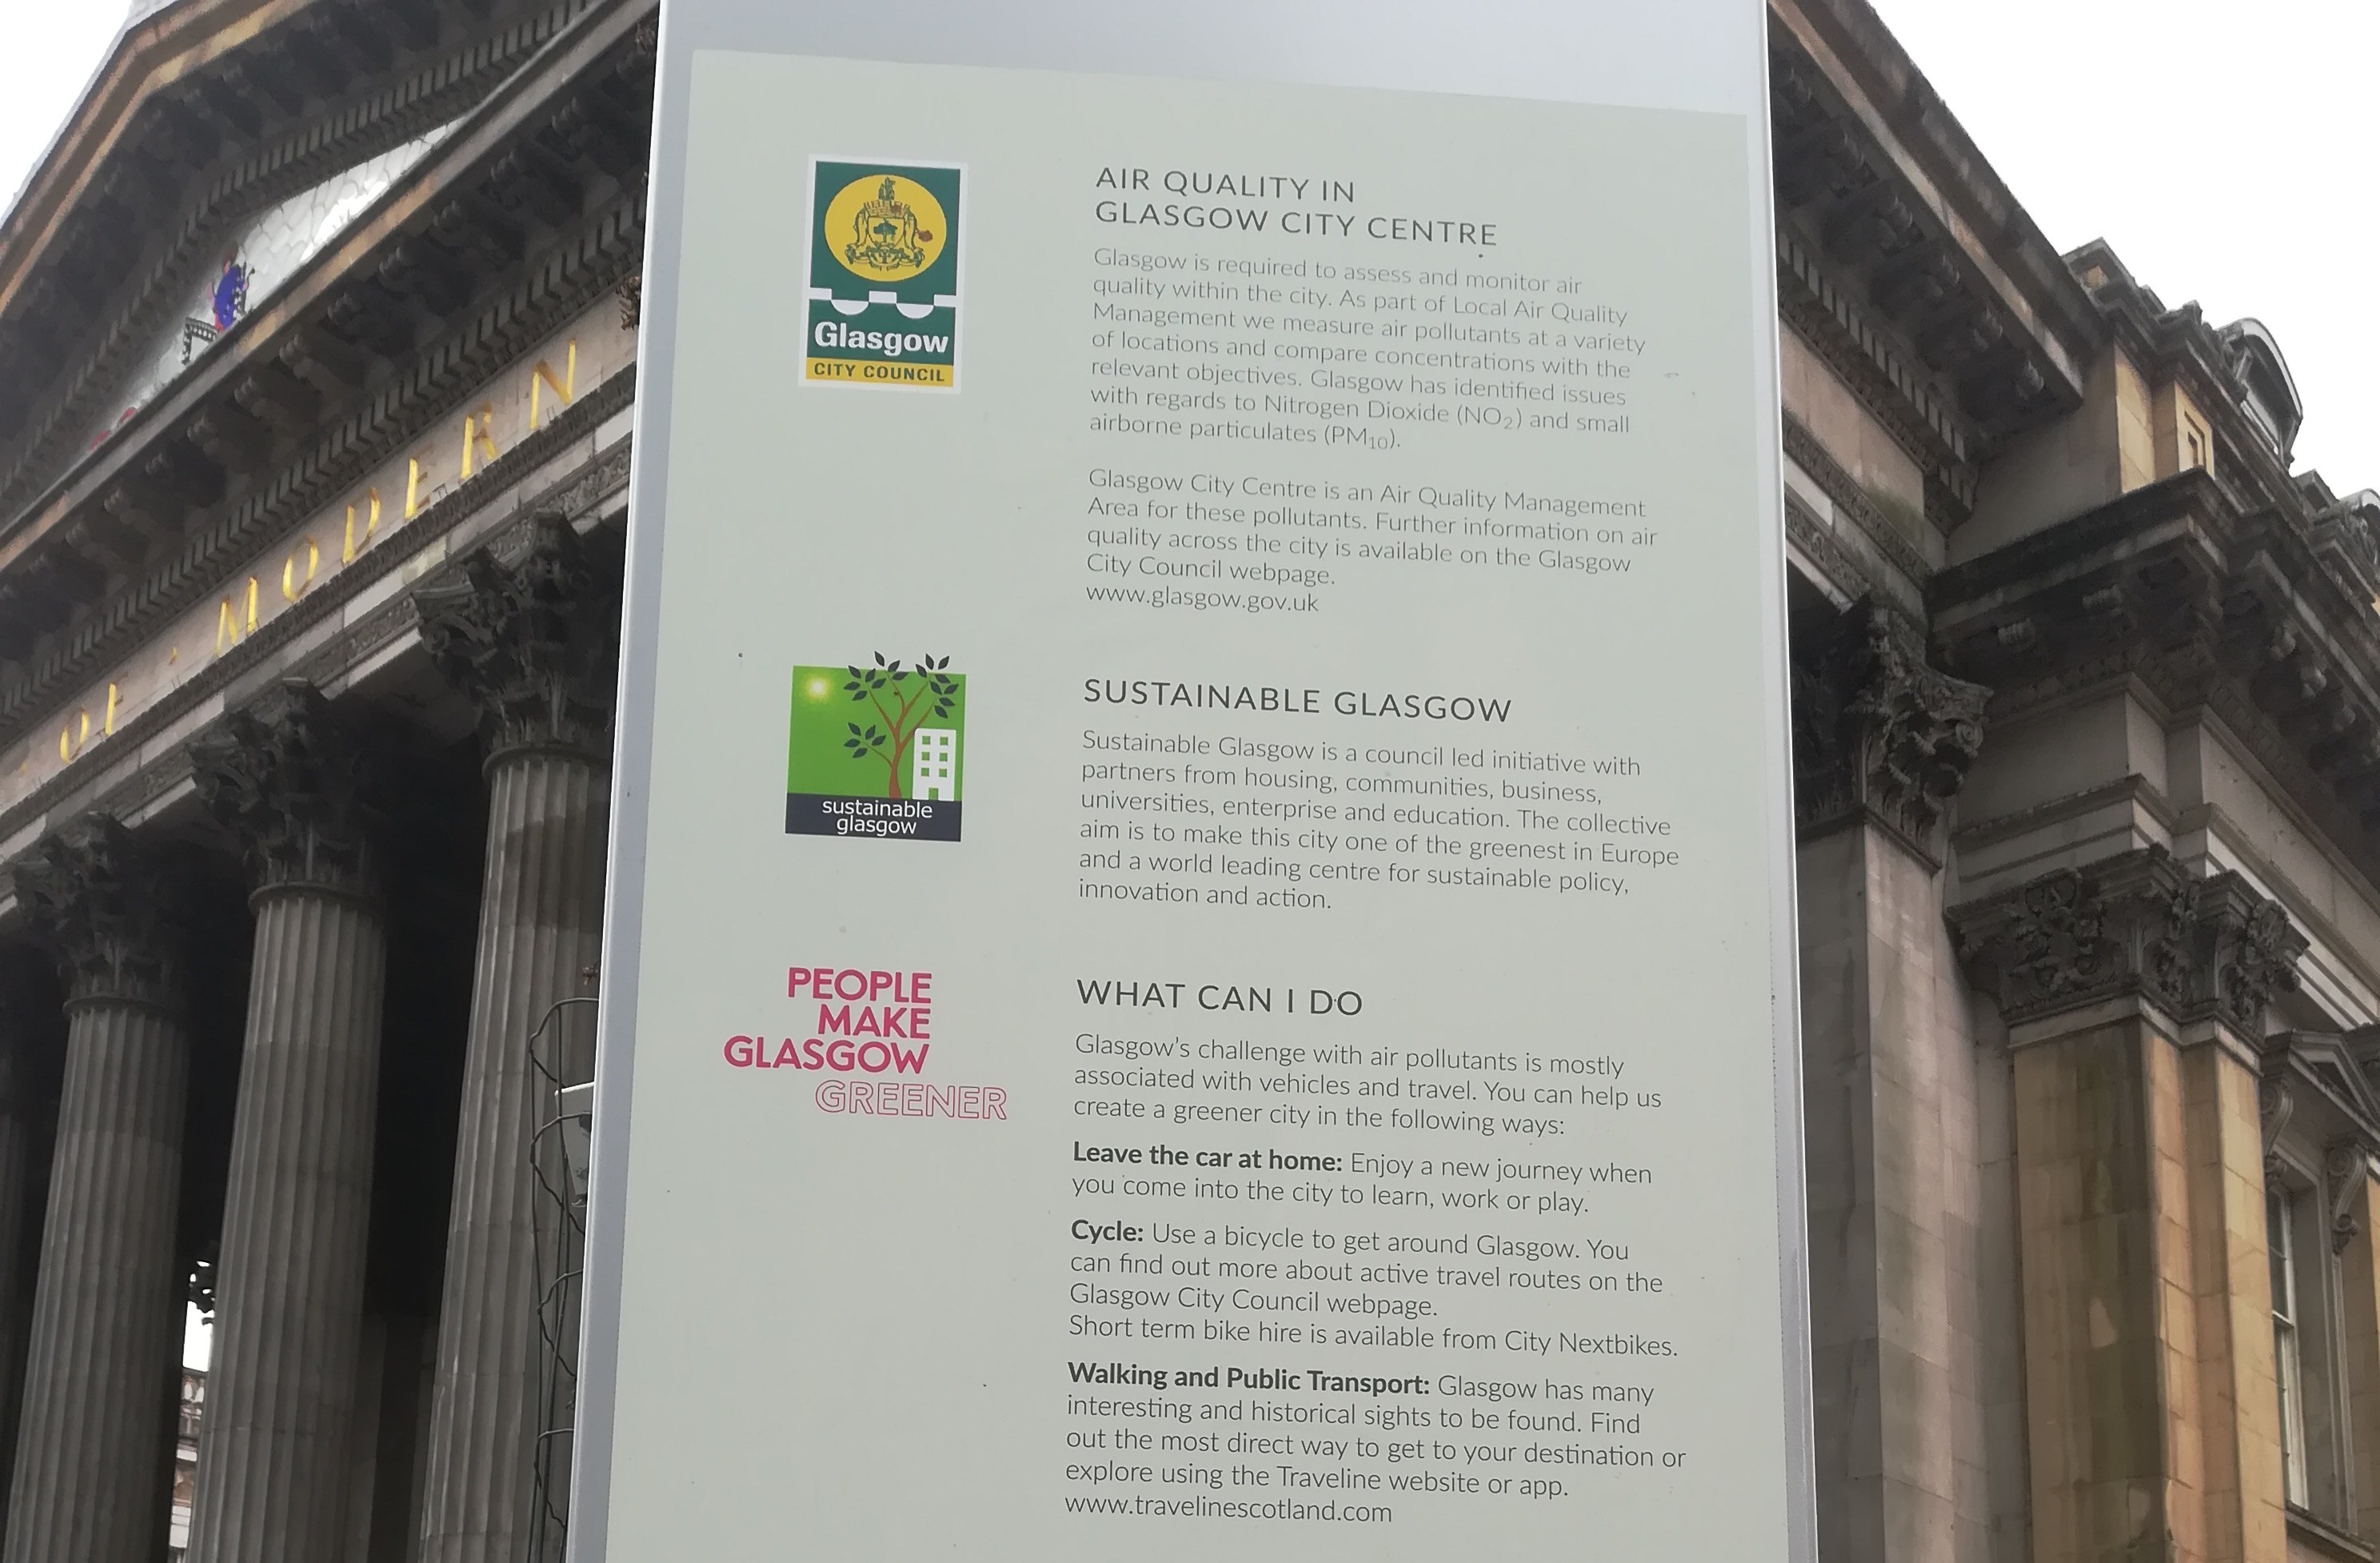 OF · MODERN
Glasgow
CITY COUNCIL
AIR QUALITY IN
GLASGOW CITY CENTRE
Glasgow is required to assess and monitor air
quality within the city. As part of Local Air Quality
Management we measure air pollutants at a variety
of locations and compare concentrations with the
relevant objectives. Glasgow has identified issues
with regards to Nitrogen Dioxide (NO₂) and small
airborne particulates (PM₁₀).
Glasgow City Centre is an Air Quality Management
Area for these pollutants. Further information on air
quality across the city is available on the Glasgow
City Council webpage.
www.glasgow.gov.uk
sustainable
glasgow
SUSTAINABLE GLASGOW
Sustainable Glasgow is a council led initiative with
partners from housing, communities, business,
universities, enterprise and education. The collective
aim is to make this city one of the greenest in Europe
and a world leading centre for sustainable policy,
innovation and action.
PEOPLE
MAKE
GLASGOW
GREENER
WHAT CAN I DO
Glasgow's challenge with air pollutants is mostly
associated with vehicles and travel. You can help us
create a greener city in the following ways:
Leave the car at home: Enjoy a new journey when
you come into the city to learn, work or play.
Cycle: Use a bicycle to get around Glasgow. You
can find out more about active travel routes on the
Glasgow City Council webpage.
Short term bike hire is available from City Nextbikes.
Walking and Public Transport: Glasgow has many
interesting and historical sights to be found. Find
out the most direct way to get to your destination or
explore using the Traveline website or app.
www.travelinescotland.com